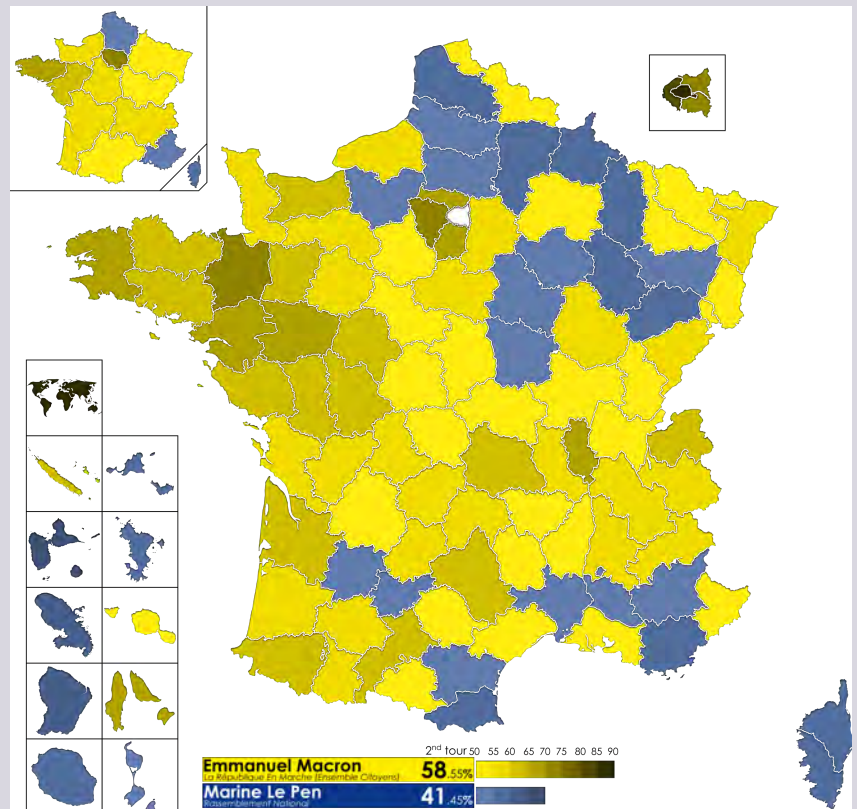 2nd tour 50 55 60 65 70 75 80 85 90
Emmanuel Macron 58.55%
La République En Marche [Ensemble Citoyens]
Marine Le Pen 41.45%
Rassemblement National